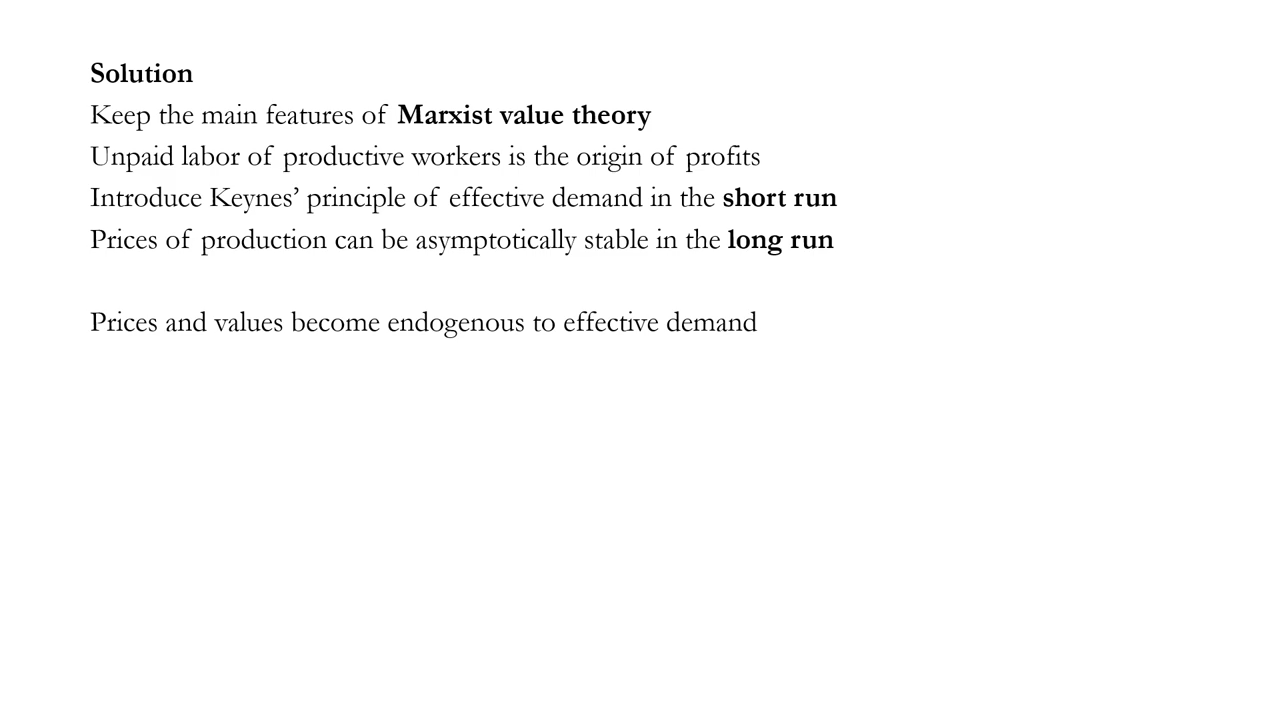 Solution
Keep the main features of Marxist value theory
Unpaid labor of productive workers is the origin of profits
Introduce Keynes’ principle of effective demand in the short run
Prices of production can be asymptotically stable in the long run
Prices and values become endogenous to effective demand